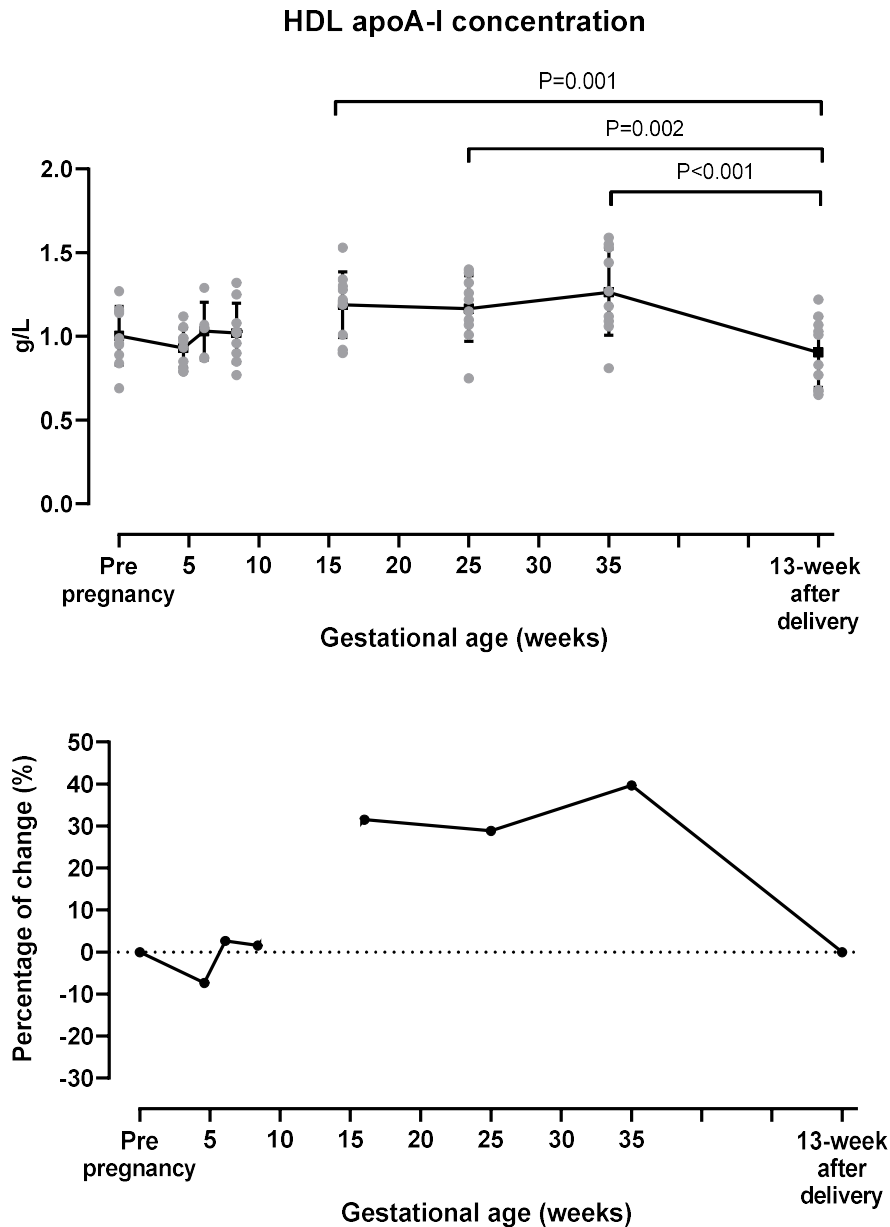 HDL apoA-I concentration
P=0.001
P=0.002
P<0.001
2.0
1.5
1.0
0.5
0.0
g/L
Pre
pregnancy
5
10
15
20
25
30
35
13-week
after
delivery
Gestational age (weeks)
50
40
30
20
10
0
-10
-20
-30
Percentage of change (%)
Pre
pregnancy
5
10
15
20
25
30
35
13-week
after
delivery
Gestational age (weeks)